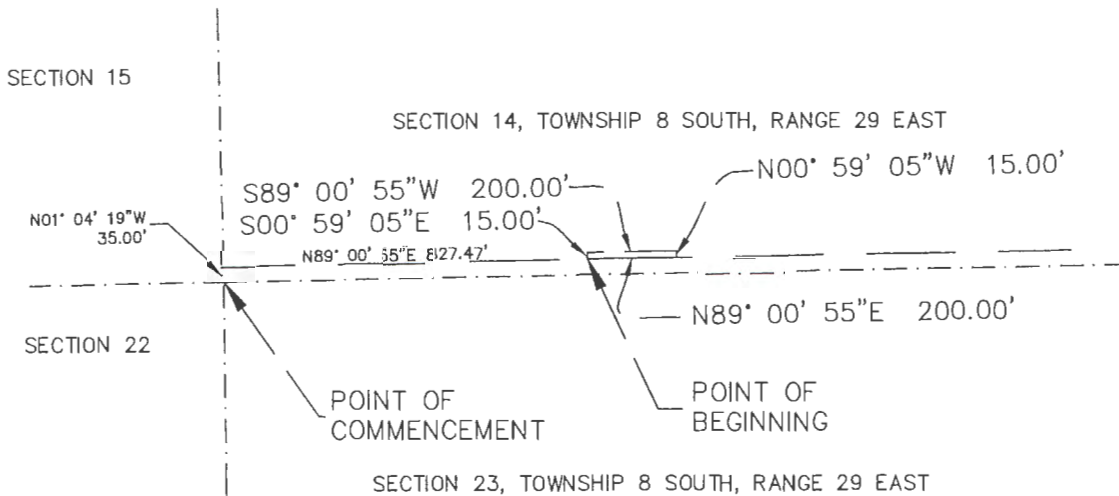 SECTION 15
SECTION 14, TOWNSHIP 8 SOUTH, RANGE 29 EAST
N00° 59' 05"W 15.00'
S89° 00' 55"W 200.00'
S00° 59' 05"E 15.00'
N01° 04' 19"W
35.00'
N89° 00' 55"E 827.47'
N89° 00' 55"E 200.00'
SECTION 22
POINT OF
COMMENCEMENT
POINT OF
BEGINNING
SECTION 23, TOWNSHIP 8 SOUTH, RANGE 29 EAST